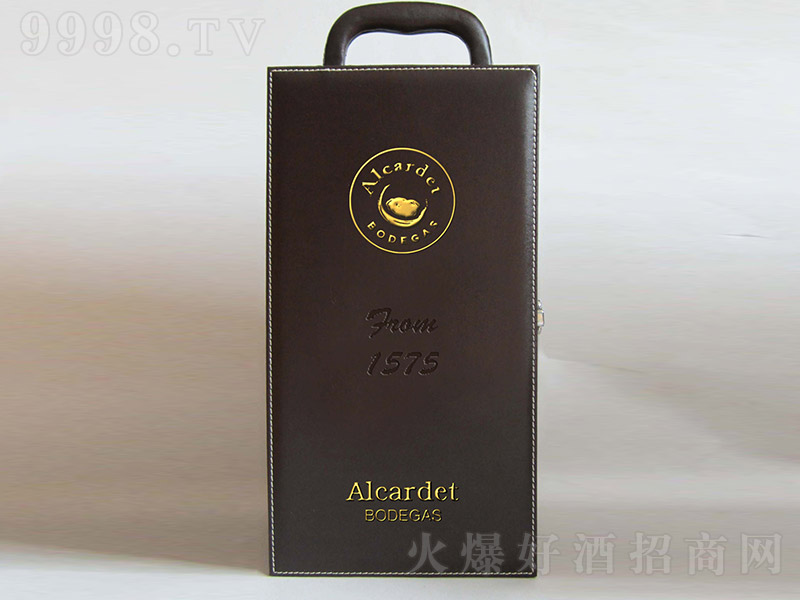 9998.TV
Alcardet
BODEGAS
From
1575
Alcardet
BODEGAS
火爆好酒招商网